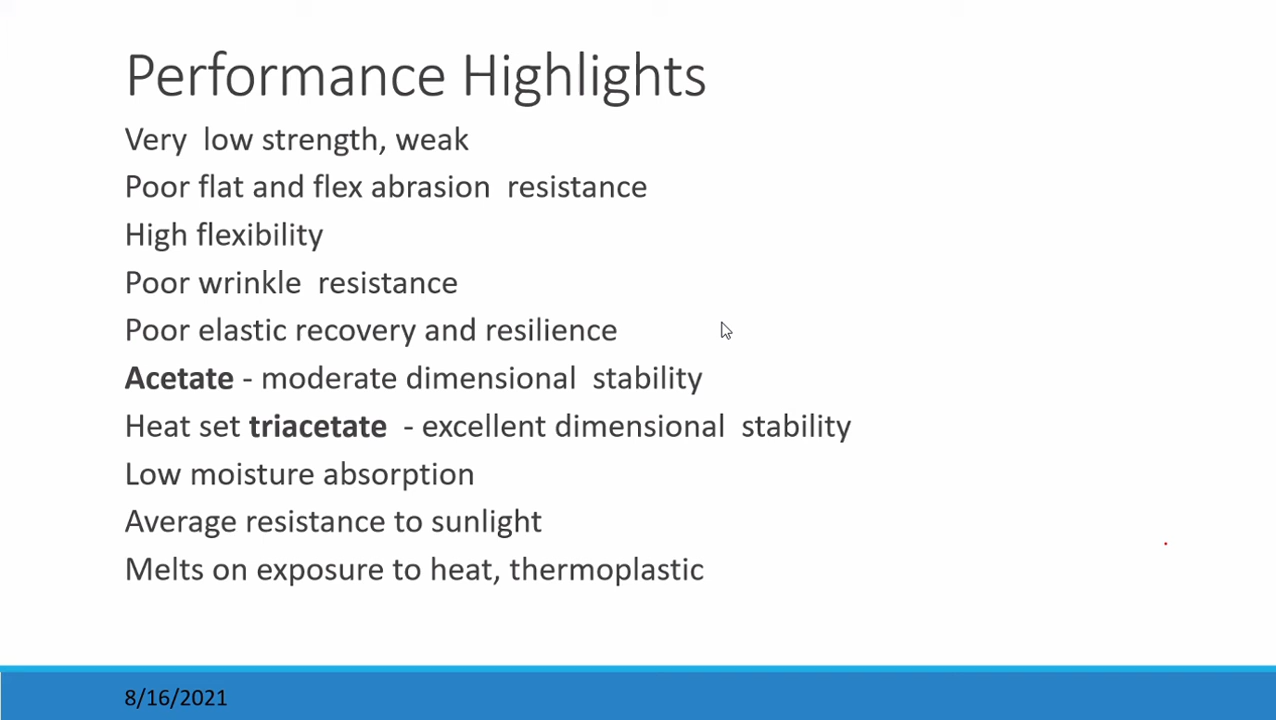 Performance Highlights
Very low strength, weak
Poor flat and flex abrasion resistance
High flexibility
Poor wrinkle resistance
Poor elastic recovery and resilience
Acetate - moderate dimensional stability
Heat set triacetate - excellent dimensional stability
Low moisture absorption
Average resistance to sunlight
Melts on exposure to heat, thermoplastic
8/16/2021